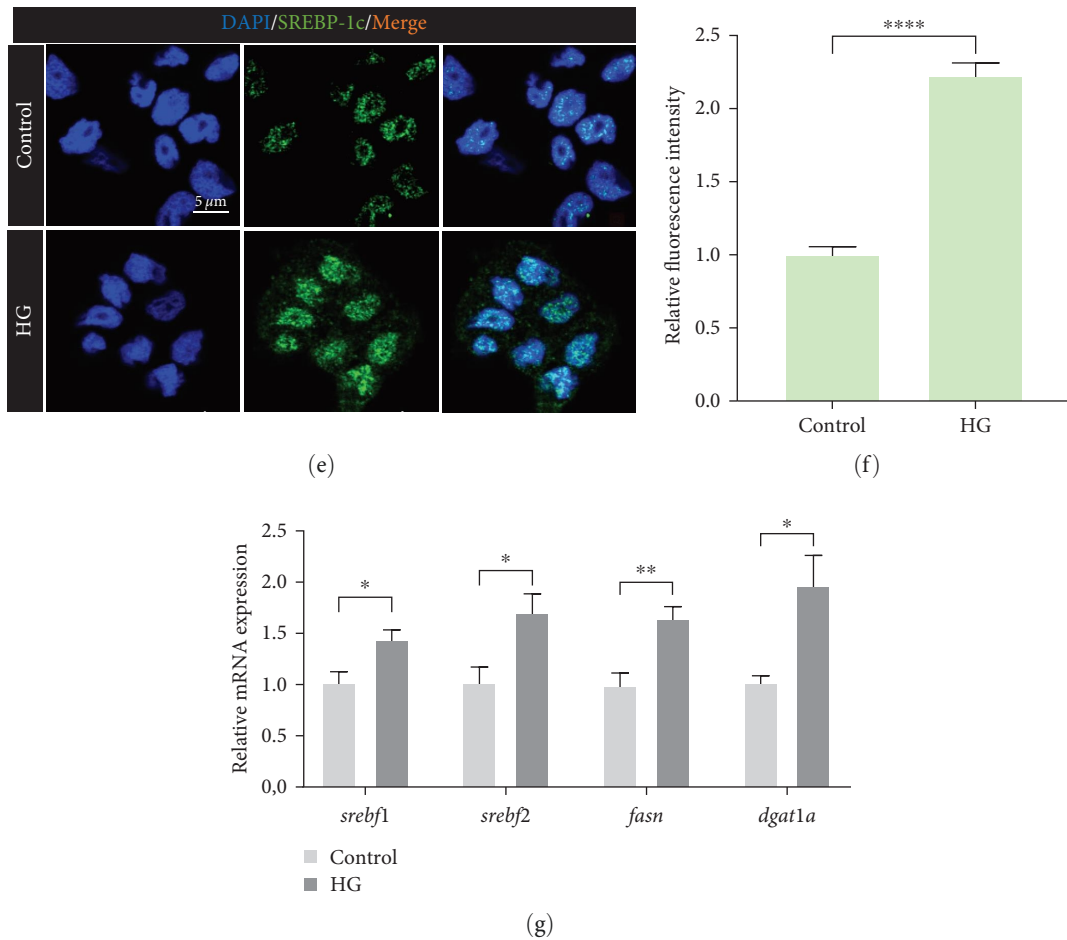 DAPI/SREBP-1c/Merge
Control
5 µm
HG
(e)
Relative fluorescence intensity
2.5
2.0
1.5
1.0
0.5
0.0
****
Control
HG
(f)
Relative mRNA expression
2.5
2.0
1.5
1.0
0.5
0,0
*
*
**
*
srebf1
srebf2
fasn
dgat1a
Control
HG
(g)